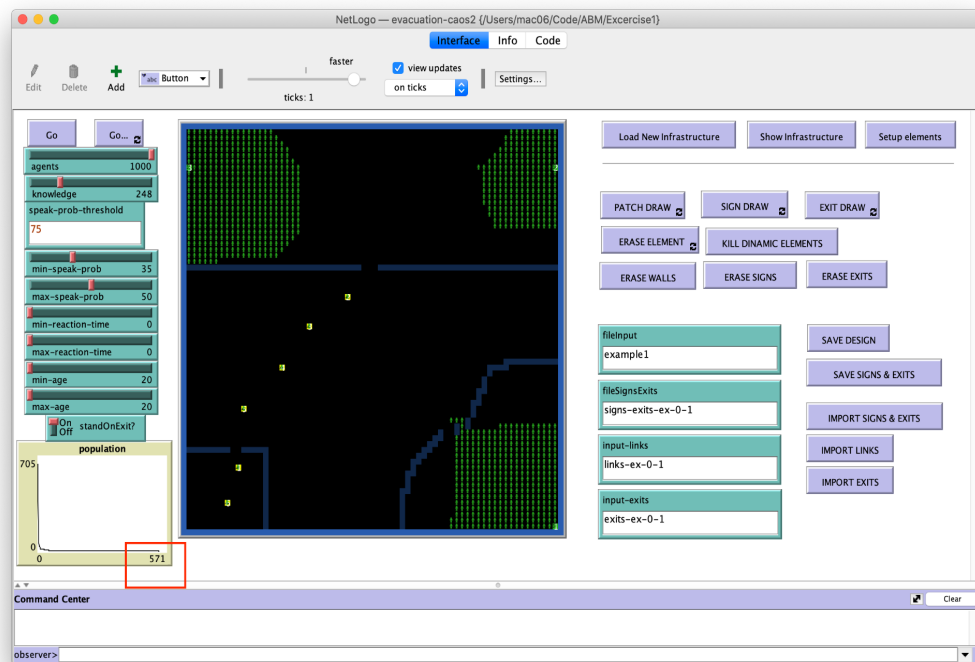 NetLogo — evacuation-caos2 {/Users/mac06/Code/ABM/Excercise1}
Interface Info Code
Edit Delete Add
abc Button
faster
ticks: 1
view updates
on ticks
Settings...
Go Go...
agents 1000
knowledge 248
speak-prob-threshold
75
min-speak-prob 35
max-speak-prob 50
min-reaction-time 0
max-reaction-time 0
min-age 20
max-age 20
On
Off
standOnExit?
population
705
0
0 571
Load New Infrastructure Show Infrastructure Setup elements
PATCH DRAW SIGN DRAW EXIT DRAW
ERASE ELEMENT KILL DINAMIC ELEMENTS
ERASE WALLS ERASE SIGNS ERASE EXITS
fileInput
example1
fileSignsExits
signs-exits-ex-0-1
input-links
links-ex-0-1
input-exits
exits-ex-0-1
SAVE DESIGN
SAVE SIGNS & EXITS
IMPORT SIGNS & EXITS
IMPORT LINKS
IMPORT EXITS
Command Center Clear
observer>